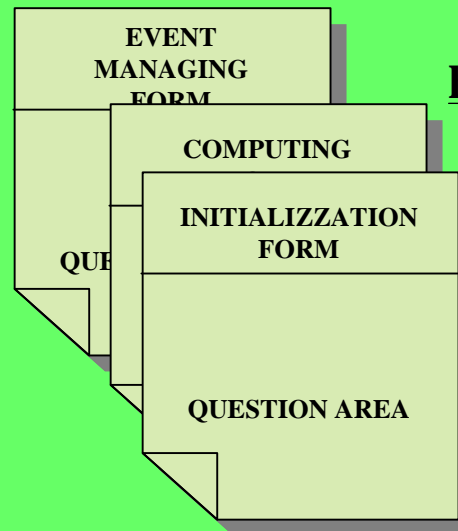 EVENT
MANAGING
FORM
COMPUTING
INITIALIZZATION
FORM
QUESTION AREA